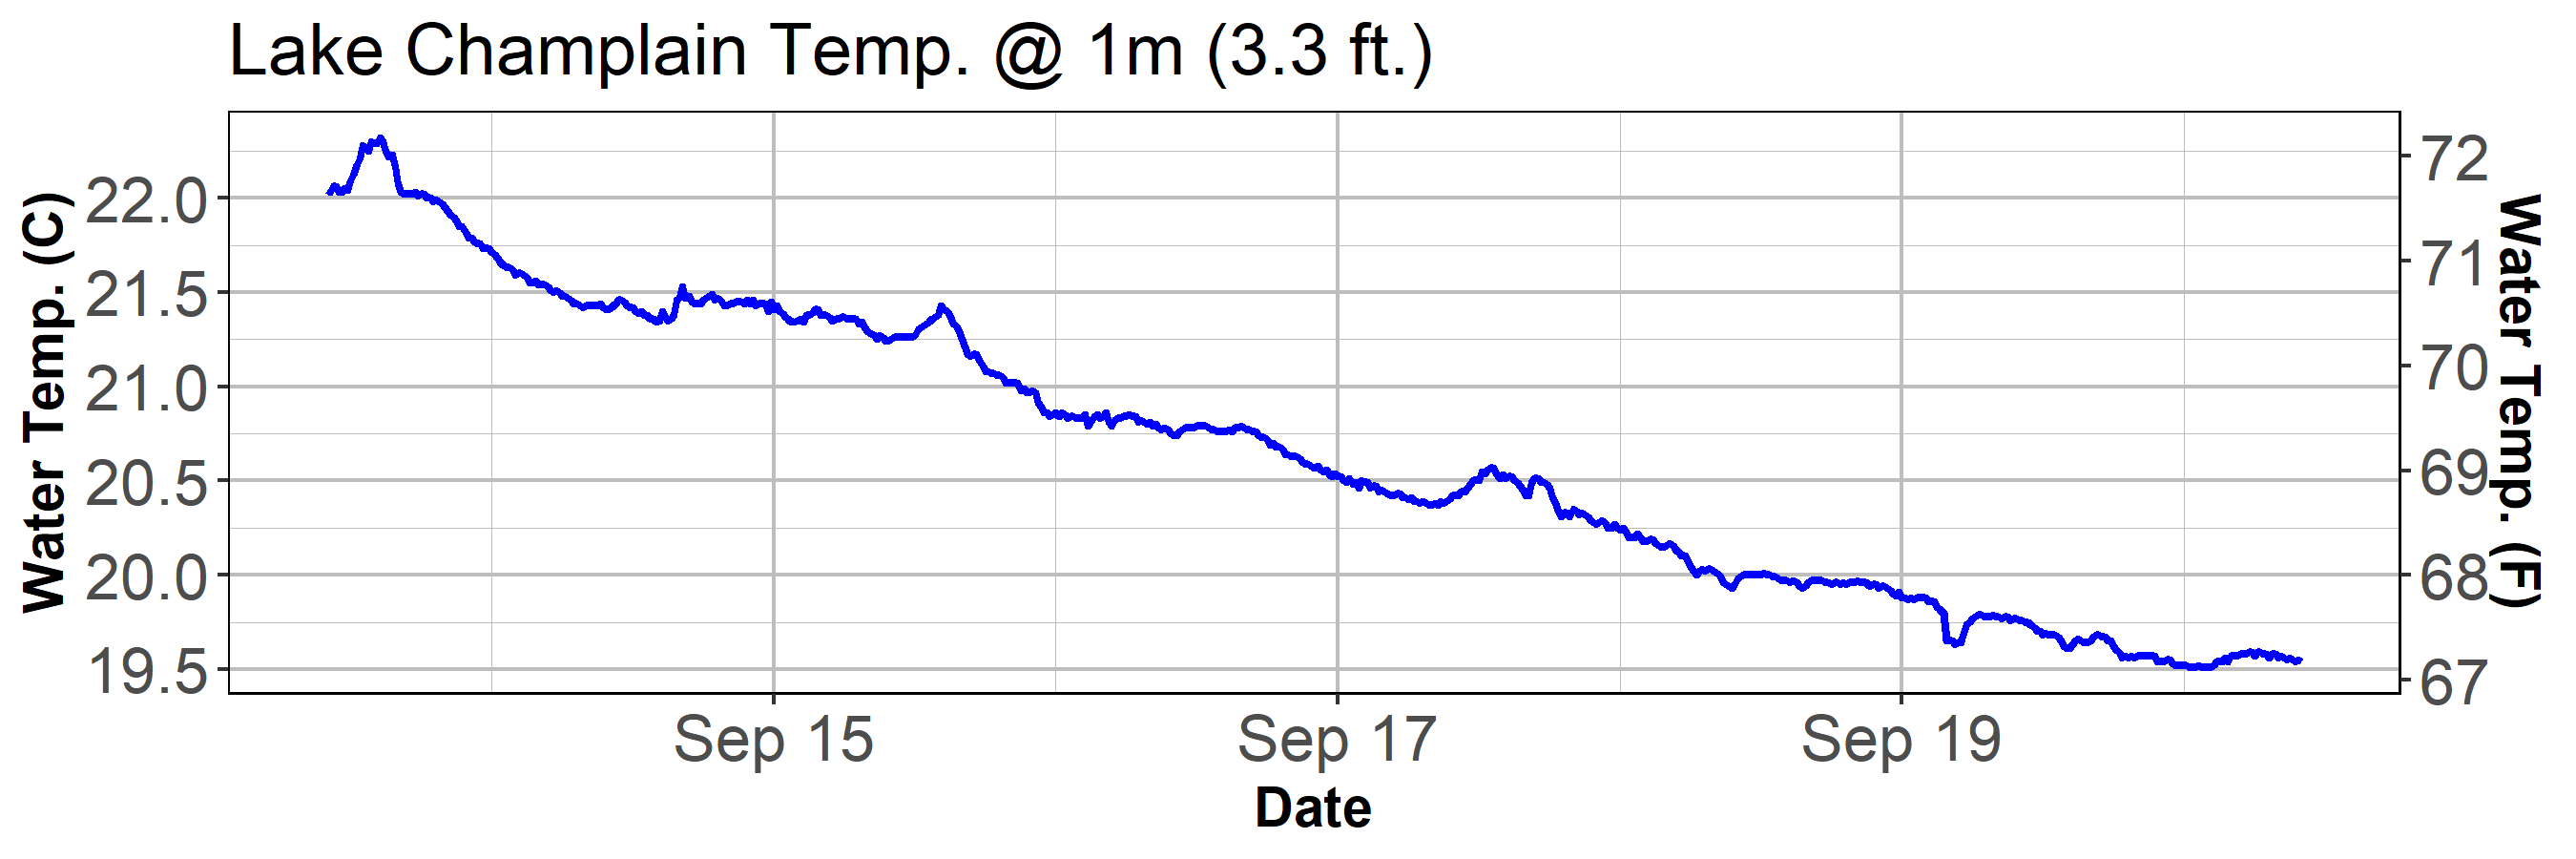 Lake Champlain Temp. @ 1m (3.3 ft.)
Water Temp. (C)
22.0
21.5
21.0
20.5
20.0
19.5
72
71
70
69
68
67
Water Temp. (F)
Sep 15
Sep 17
Sep 19
Date